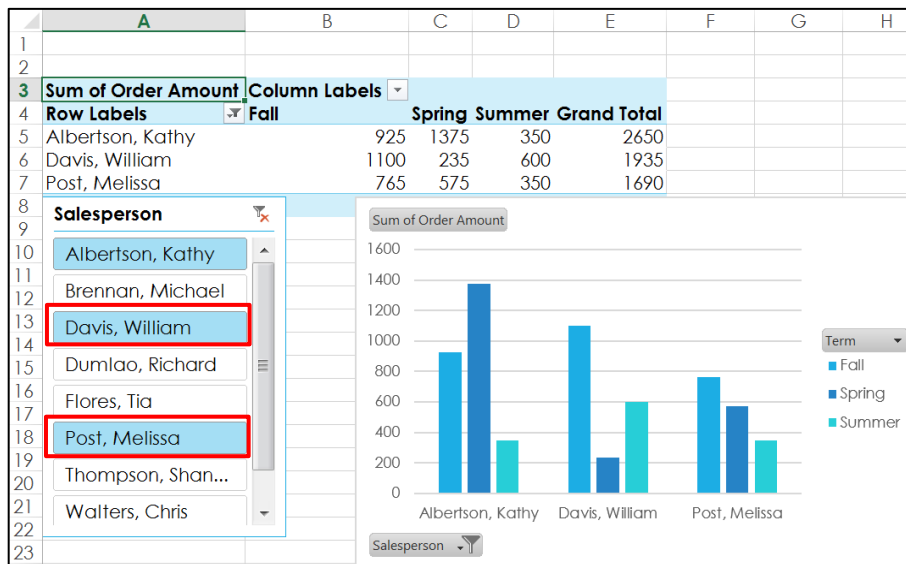 A B C D E F G H
1
2
3 Sum of Order Amount Column Labels
4 Row Labels Fall Spring Summer Grand Total
5 Albertson, Kathy 925 1375 350 2650
6 Davis, William 1100 235 600 1935
7 Post, Melissa 765 575 350 1690
8
9
10
11
12
13
14
15
16
17
18
19
20
21
22
23
Salesperson
Albertson, Kathy
Brennan, Michael
Davis, William
Dumlao, Richard
Flores, Tia
Post, Melissa
Thompson, Shan...
Walters, Chris
Sum of Order Amount
1600
1400
1200
1000
800
600
400
200
0
Albertson, Kathy Davis, William Post, Melissa
Term
Fall
Spring
Summer
Salesperson